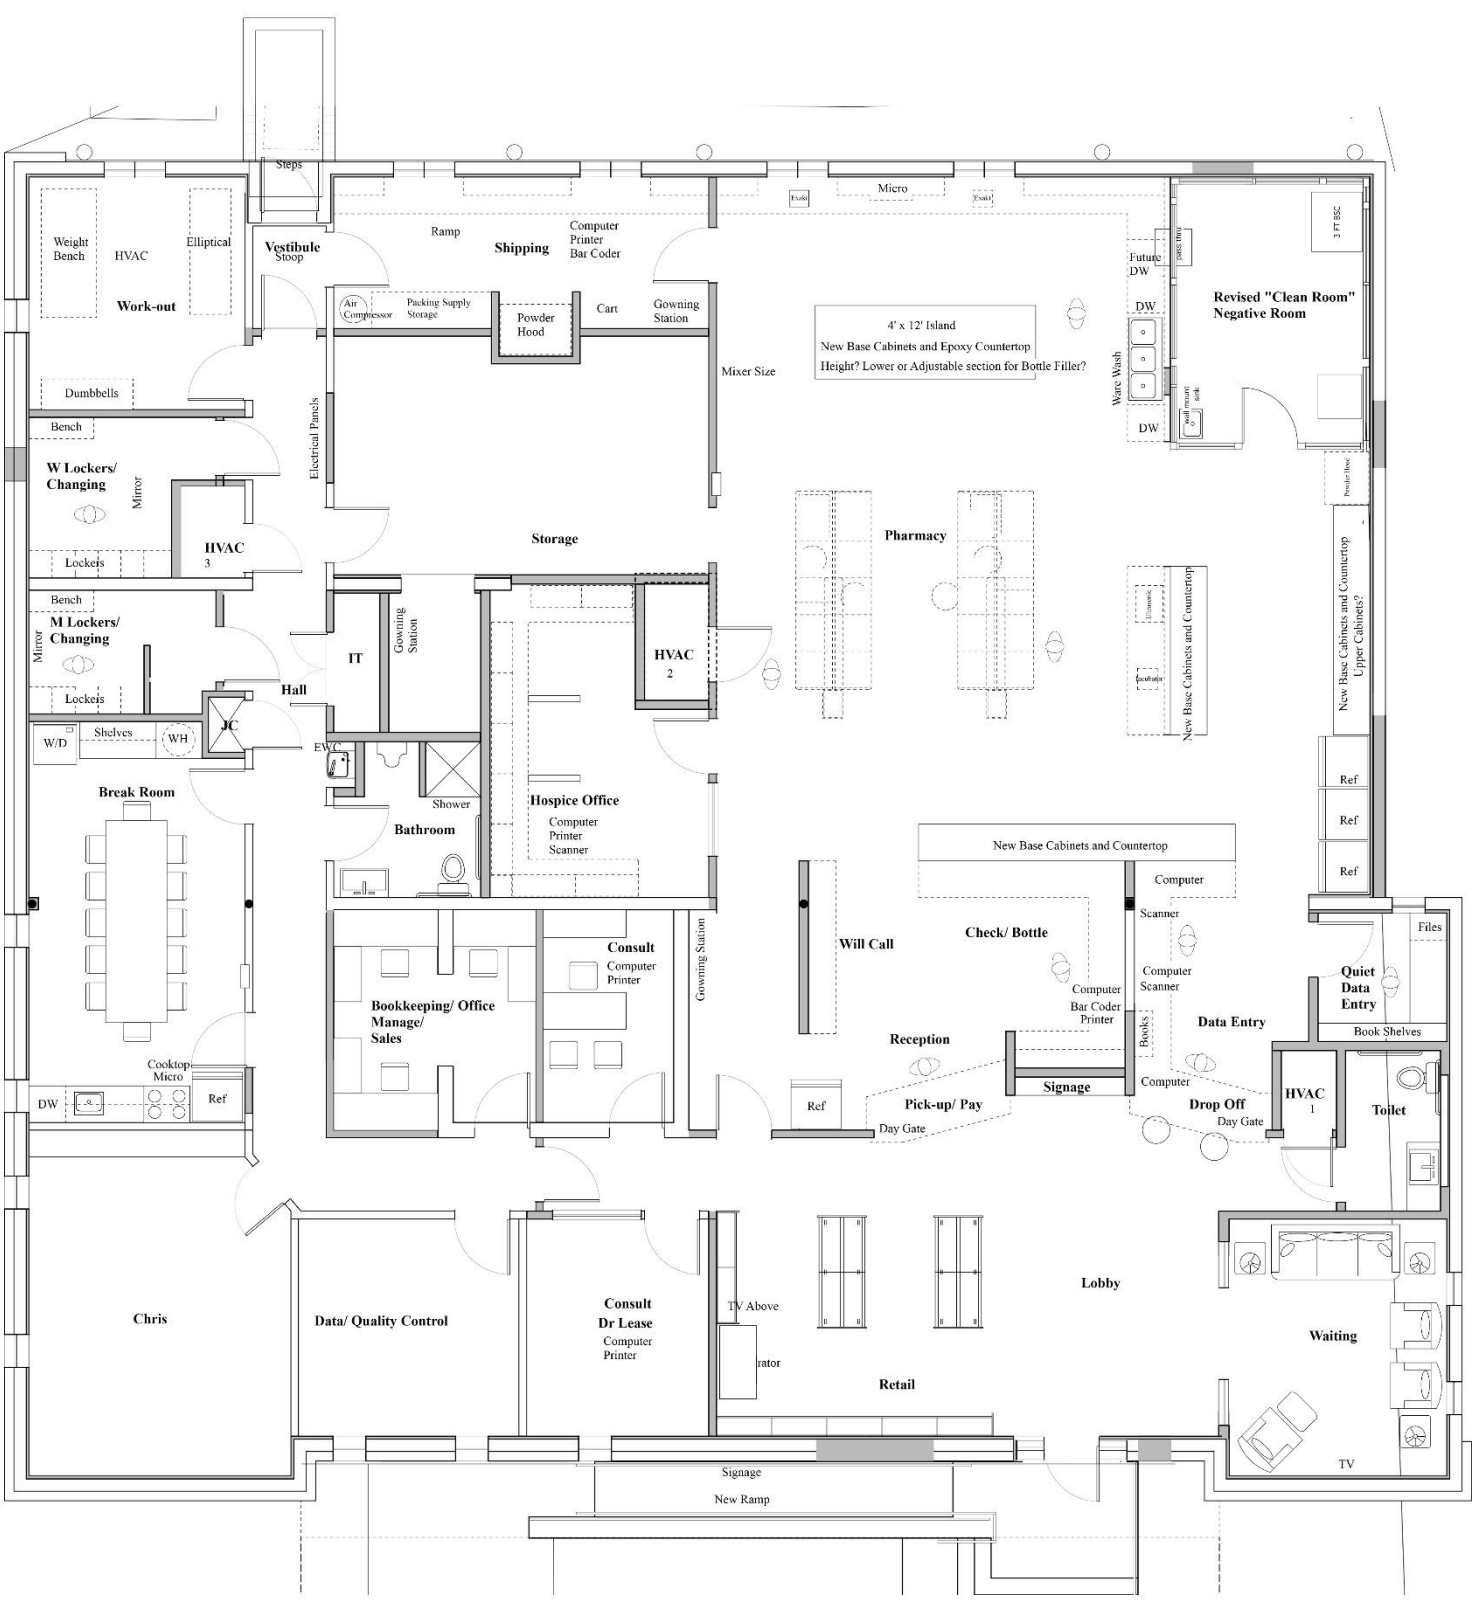 Steps
Weight
Bench
HVAC
Elliptical
Work-out
Dumbbells
Vestibule
Stoop
Ramp
Shipping
Computer
Printer
Bar Coder
Air
Compressor
Packing Supply
Storage
Powder
Hood
Cart
Gowning
Station
Exakt
Micro
Exakt
Future
DW
pass thru
3 FT BSC
DW
Revised "Clean Room"
Negative Room
4' x 12' Island
New Base Cabinets and Epoxy Countertop
Height? Lower or Adjustable section for Bottle Filler?
Mixer Size
Ware Wash
wall mount
sink
DW
Bench
W Lockers/
Changing
Mirror
Electrical Panels
Lockers
HVAC
3
Storage
Pharmacy
Powder Hood
New Base Cabinets and Countertop
Upper Cabinets?
Bench
M Lockers/
Changing
Mirror
Lockers
Hall
IT
Gowning
Station
HVAC
2
Ultrasonic
Incubator
New Base Cabinets and Countertop
JC
W/D
Shelves
WH
EWC
Shower
Bathroom
Break Room
Hospice Office
Computer
Printer
Scanner
Ref
Ref
Ref
New Base Cabinets and Countertop
Computer
Scanner
Will Call
Check/ Bottle
Computer
Scanner
Computer
Bar Coder
Printer
Books
Data Entry
Files
Quiet
Data
Entry
Book Shelves
Consult
Computer
Printer
Gowning Station
Bookkeeping/ Office
Manage/
Sales
Reception
Cooktop
Micro
DW
Ref
Ref
Signage
Computer
Pick-up/ Pay
Day Gate
Drop Off
Day Gate
HVAC
1
Toilet
Chris
Data/ Quality Control
Consult
Dr Lease
Computer
Printer
TV Above
rator
Lobby
Retail
Waiting
TV
Signage
New Ramp